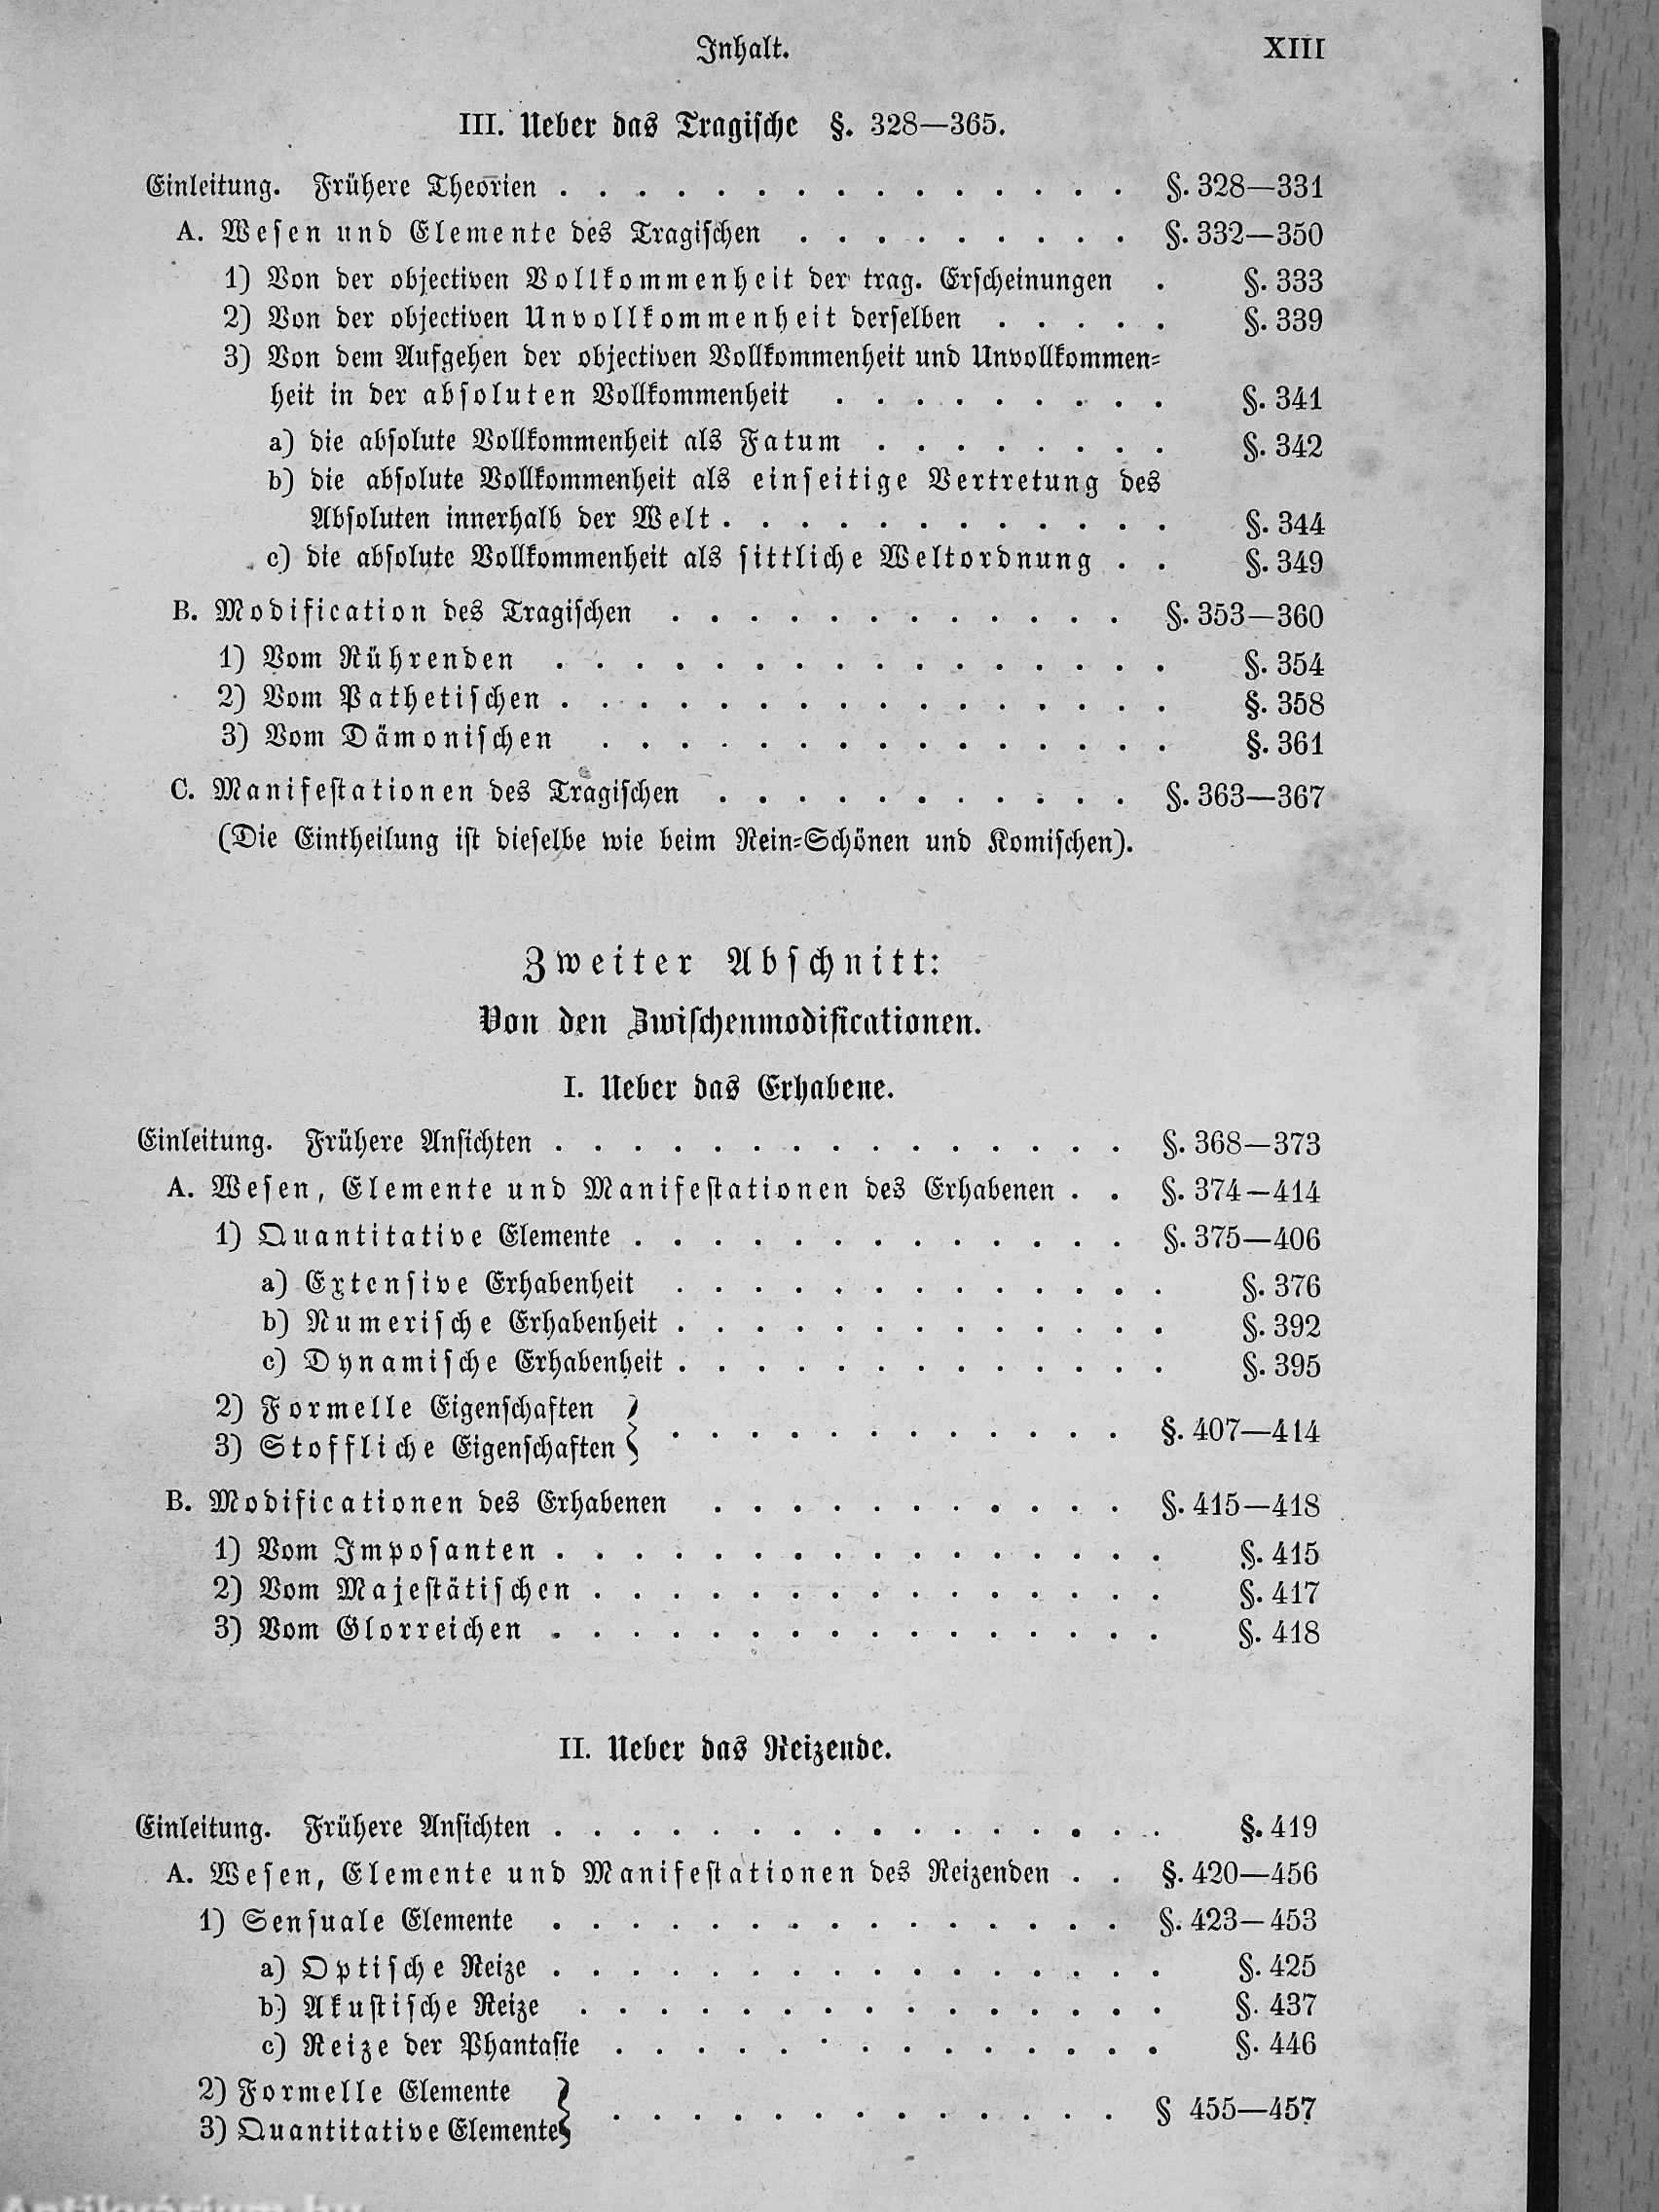 Inhalt. XIII
III. Ueber das Tragische §. 328—365.
Einleitung. Frühere Theorien . . . . . . . . . . . . . . . §. 328—331
A. Wesen und Elemente des Tragischen . . . . . . . . . §. 332—350
1) Von der objectiven Vollkommenheit der trag. Erscheinungen . §. 333
2) Von der objectiven Unvollkommenheit derselben . . . . . §. 339
3) Von dem Aufgehen der objectiven Vollkommenheit und Unvollkommen-
heit in der absoluten Vollkommenheit . . . . . . . . . §. 341
a) die absolute Vollkommenheit als Fatum . . . . . . . . §. 342
b) die absolute Vollkommenheit als einseitige Vertretung des
Absoluten innerhalb der Welt . . . . . . . . . . . . §. 344
c) die absolute Vollkommenheit als sittliche Weltordnung . . §. 349
B. Modification des Tragischen . . . . . . . . . . . . §. 353—360
1) Vom Rührenden . . . . . . . . . . . . . . . . §. 354
2) Vom Pathetischen . . . . . . . . . . . . . . . . §. 358
3) Vom Dämonischen . . . . . . . . . . . . . . . §. 361
C. Manifestationen des Tragischen . . . . . . . . . . . §. 363—367
(Die Eintheilung ist dieselbe wie beim Rein-Schönen und Komischen).
Zweiter Abschnitt:
Von den Zwischenmodificationen.
I. Ueber das Erhabene.
Einleitung. Frühere Ansichten . . . . . . . . . . . . . . . §. 368—373
A. Wesen, Elemente und Manifestationen des Erhabenen . . §. 374—414
1) Quantitative Elemente . . . . . . . . . . . . . §. 375—406
a) Extensive Erhabenheit . . . . . . . . . . . . . §. 376
b) Numerische Erhabenheit . . . . . . . . . . . . . §. 392
c) Dynamische Erhabenheit . . . . . . . . . . . . . §. 395
2) Formelle Eigenschaften
3) Stoffliche Eigenschaften } . . . . . . . . . . . . §. 407—414
B. Modificationen des Erhabenen . . . . . . . . . . . §. 415—418
1) Vom Imposanten . . . . . . . . . . . . . . . . §. 415
2) Vom Majestätischen . . . . . . . . . . . . . . . §. 417
3) Vom Glorreichen . . . . . . . . . . . . . . . . §. 418
II. Ueber das Reizende.
Einleitung. Frühere Ansichten . . . . . . . . . . . . . . . . §. 419
A. Wesen, Elemente und Manifestationen des Reizenden . . §. 420—456
1) Sensuale Elemente . . . . . . . . . . . . . . . §. 423—453
a) Optische Reize . . . . . . . . . . . . . . . . §. 425
b) Akustische Reize . . . . . . . . . . . . . . . §. 437
c) Reize der Phantasie . . . . . . . . . . . . . . §. 446
2) Formelle Elemente
3) Quantitative Elemente } . . . . . . . . . . . . . § 455—457